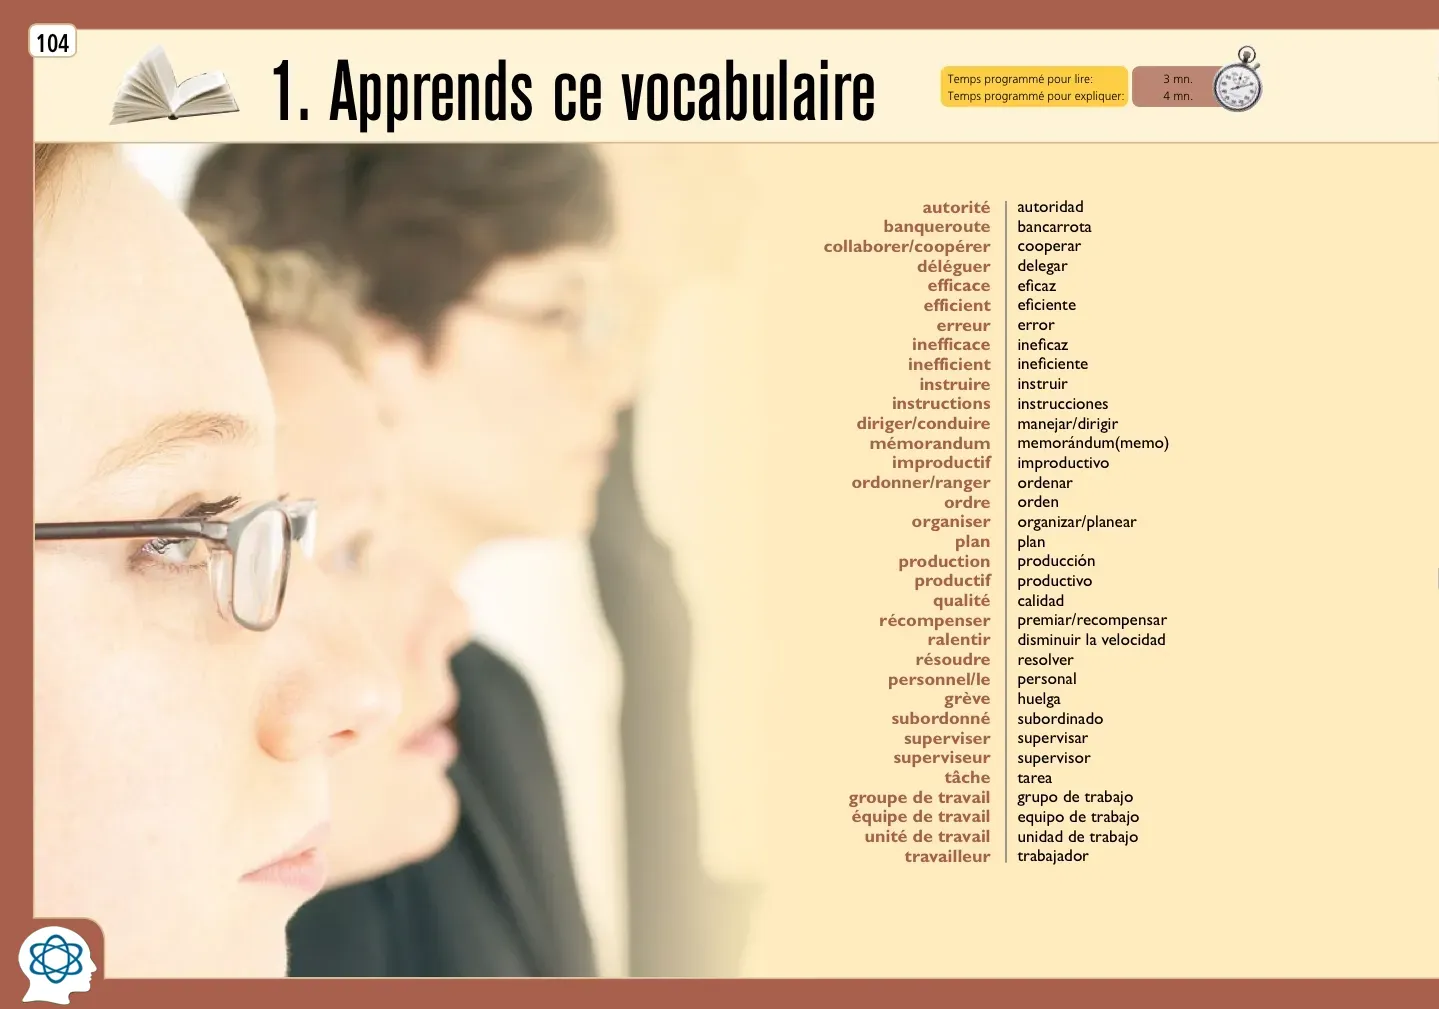 104
1. Apprends ce vocabulaire
Temps programmé pour lire: 3 mn.
Temps programmé pour expliquer: 4 mn.
autorité autoridad
banqueroute bancarrota
collaborer/coopérer cooperar
déléguer delegar
efficace eficaz
efficient eficiente
erreur error
inefficace ineficaz
inefficient ineficiente
instruire instruir
instructions instrucciones
diriger/conduire manejar/dirigir
mémorandum memorándum(memo)
improductif improductivo
ordonner/ranger ordenar
ordre orden
organiser organizar/planear
plan plan
production producción
productif productivo
qualité calidad
récompenser premiar/recompensar
ralentir disminuir la velocidad
résoudre resolver
personnel/le personal
grève huelga
subordonné subordinado
superviser supervisar
superviseur supervisor
tâche tarea
groupe de travail grupo de trabajo
équipe de travail equipo de trabajo
unité de travail unidad de trabajo
travailleur trabajador